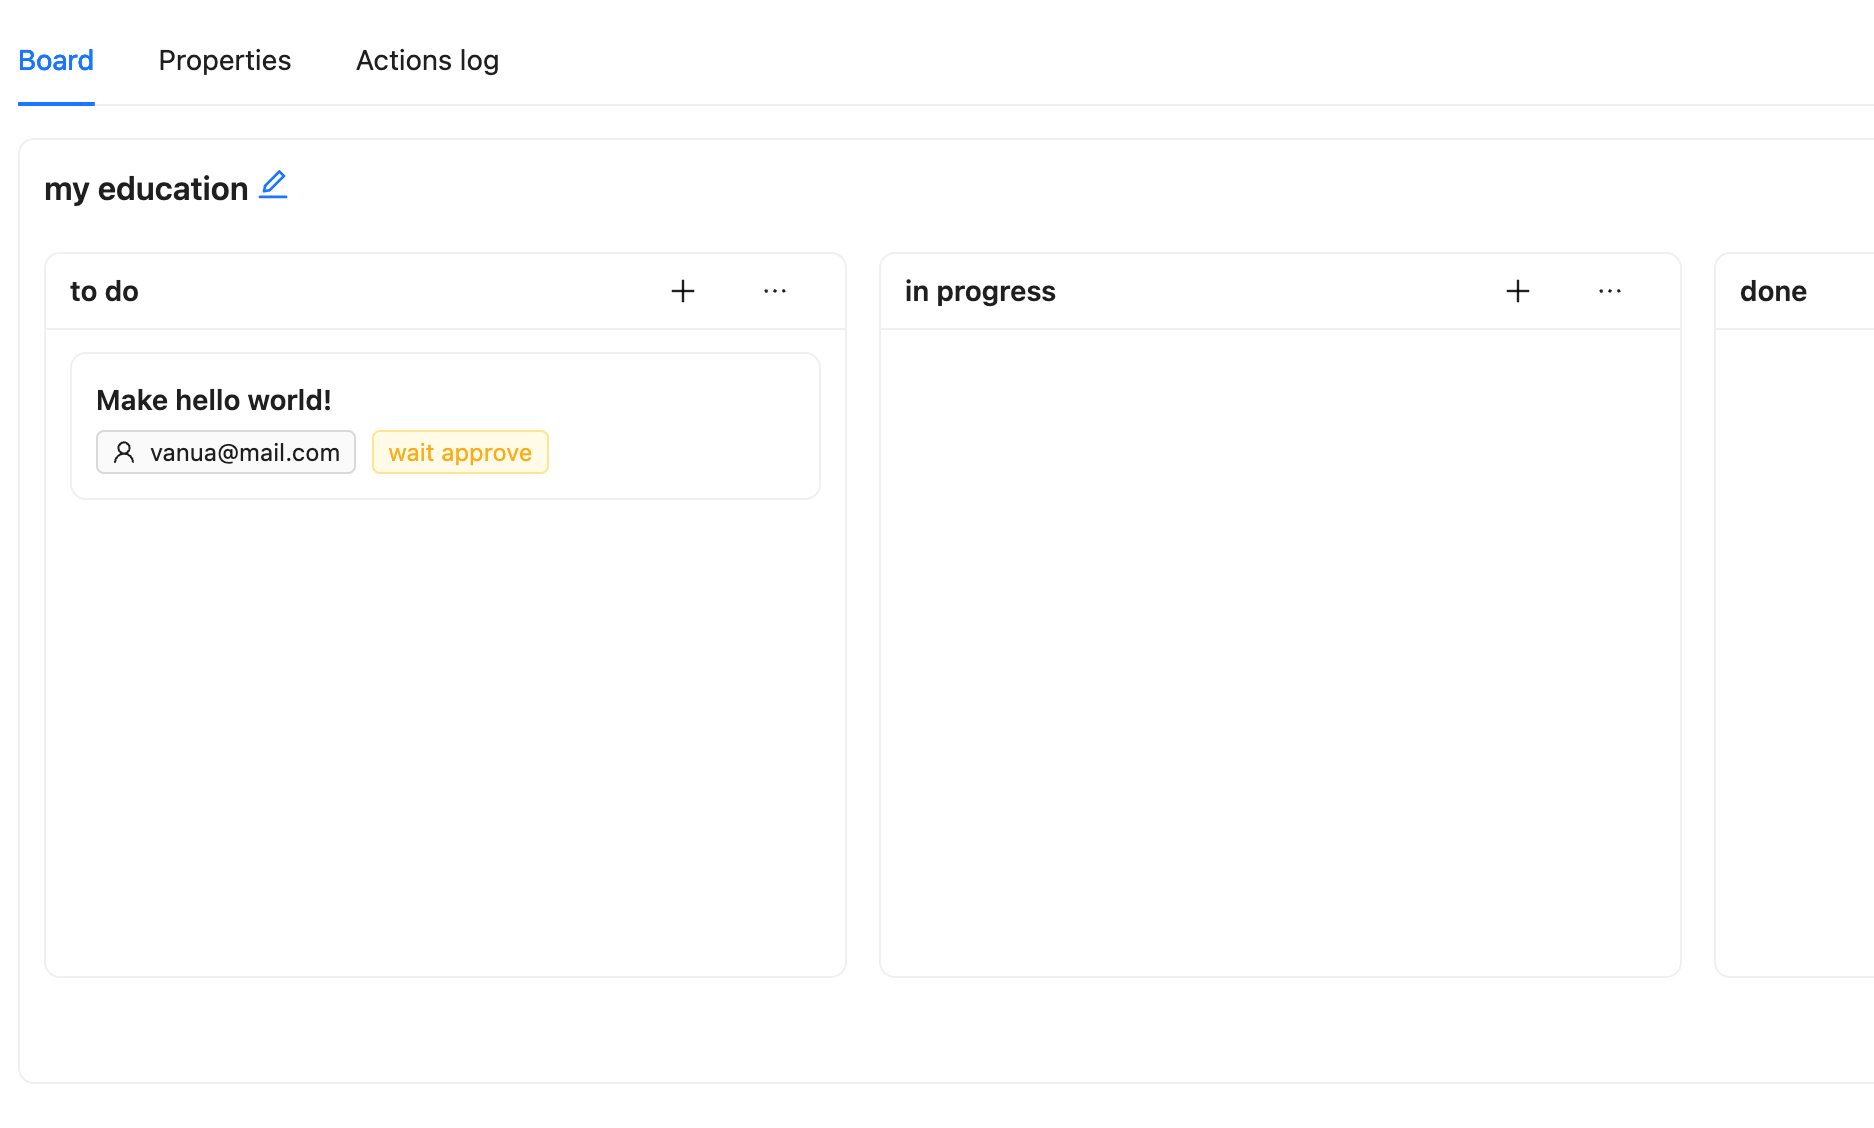 Board Properties Actions log
my education
to do in progress done
Make hello world!
vanua@mail.com wait approve